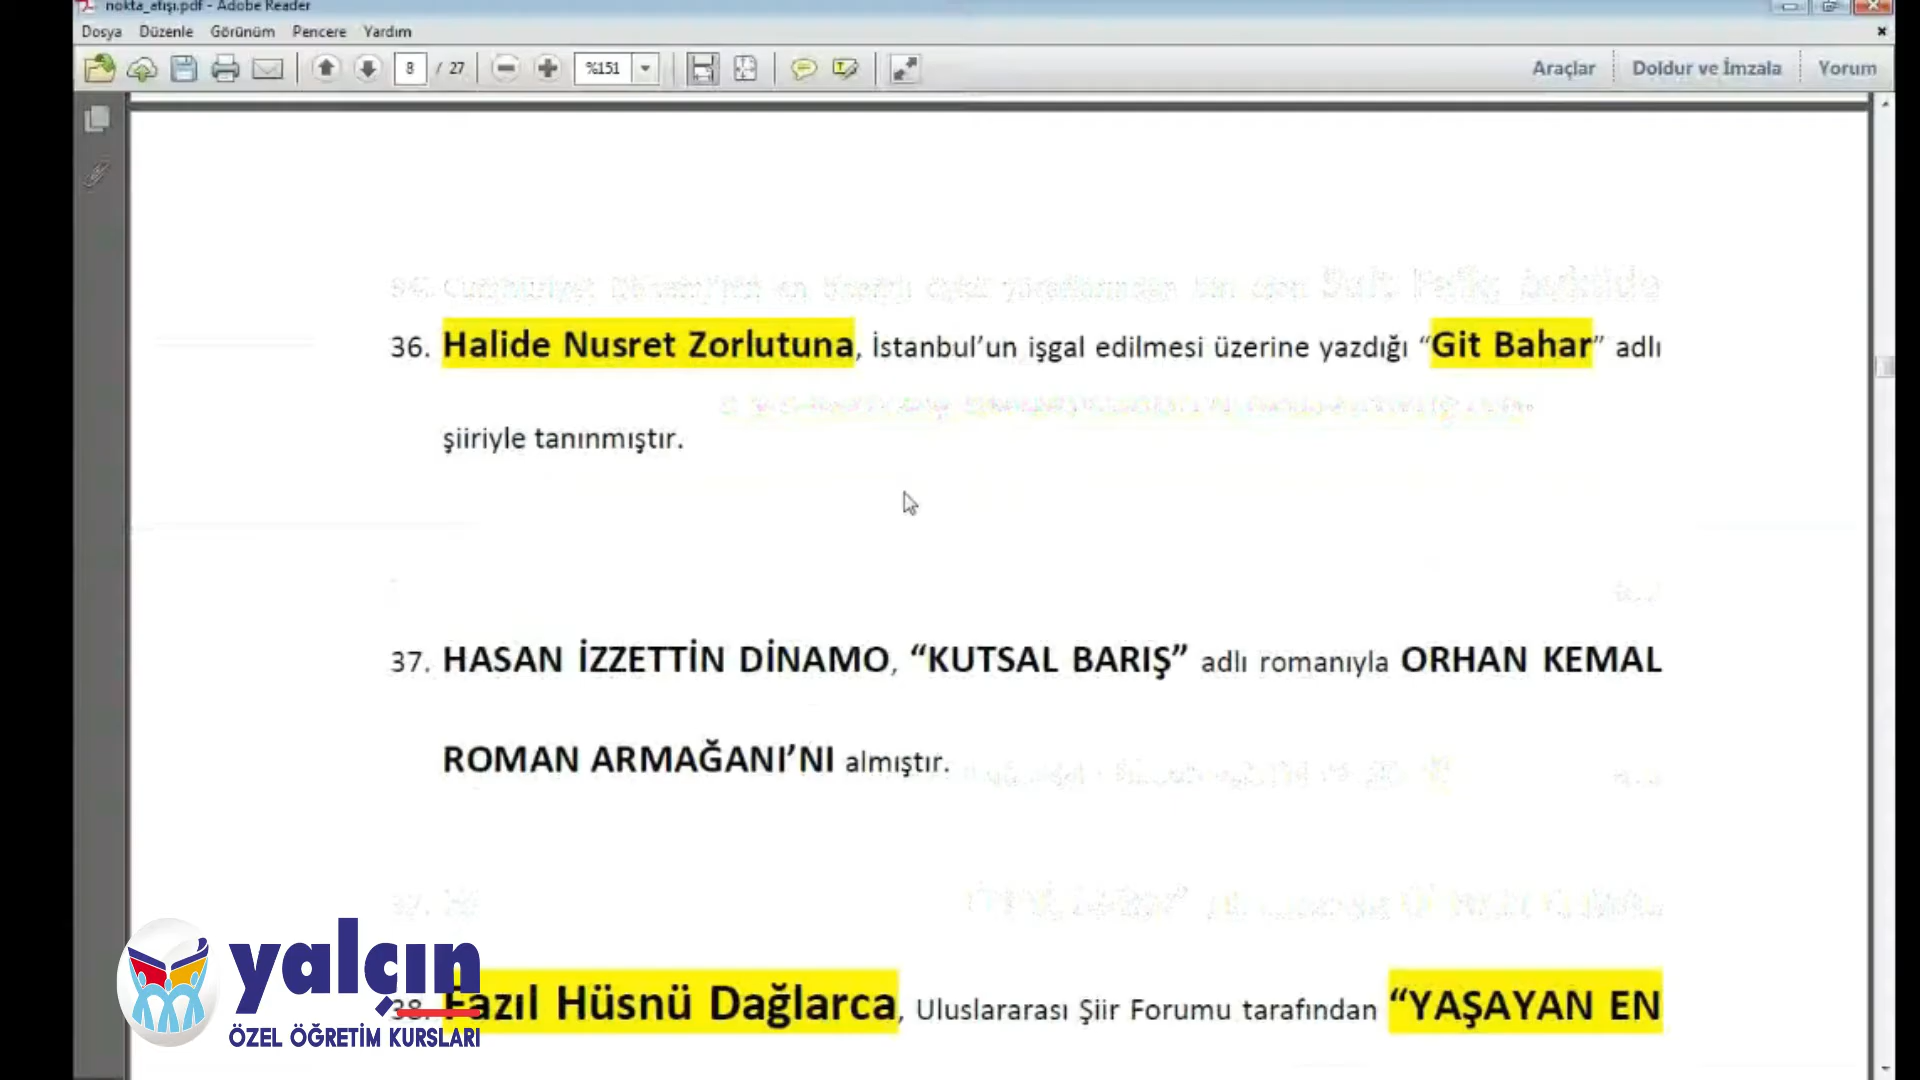 nokta_atışı.pdf - Adobe Reader
Dosya Düzenle Görünüm Pencere Yardım
8 / 27 %151 Araçlar Doldur ve İmzala Yorum
36. Halide Nusret Zorlutuna, İstanbul’un işgal edilmesi üzerine yazdığı “Git Bahar” adlı
şiiriyle tanınmıştır.
37. HASAN İZZETTİN DİNAMO, “KUTSAL BARIŞ” adlı romanıyla ORHAN KEMAL
ROMAN ARMAĞANI’NI almıştır.
38. Fazıl Hüsnü Dağlarca, Uluslararası Şiir Forumu tarafından “YAŞAYAN EN
yalçın
ÖZEL ÖĞRETİM KURSLARI